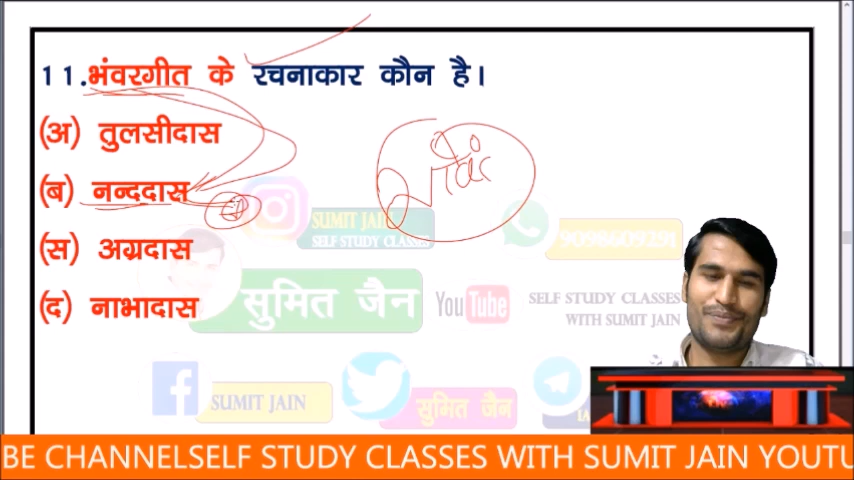 11. भंवरगीत के रचनाकार कौन है।
(अ) तुलसीदास
(ब) नन्ददास
(स) अग्रदास
(द) नाभादास
SUMIT JAIN
SELF STUDY CLASSES
9098609291
सुमित जैन
YouTube
SELF STUDY CLASSES
WITH SUMIT JAIN
SUMIT JAIN
सुमित जैन
BE CHANNELSELF STUDY CLASSES WITH SUMIT JAIN YOUTU